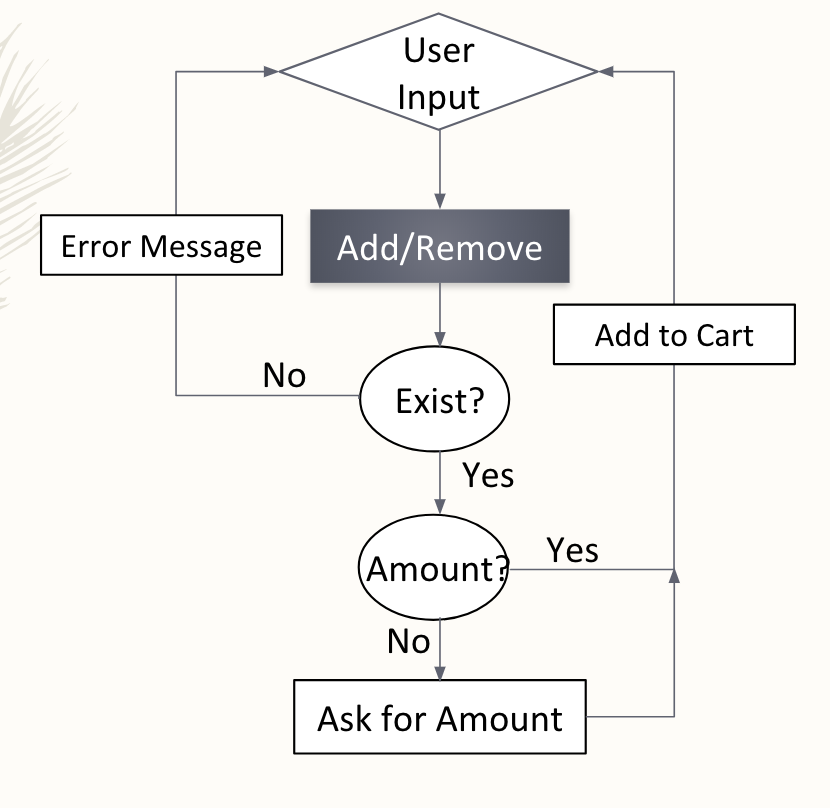 User
Input
Error Message
Add/Remove
Add to Cart
No
Exist?
Yes
Amount?
Yes
No
Ask for Amount